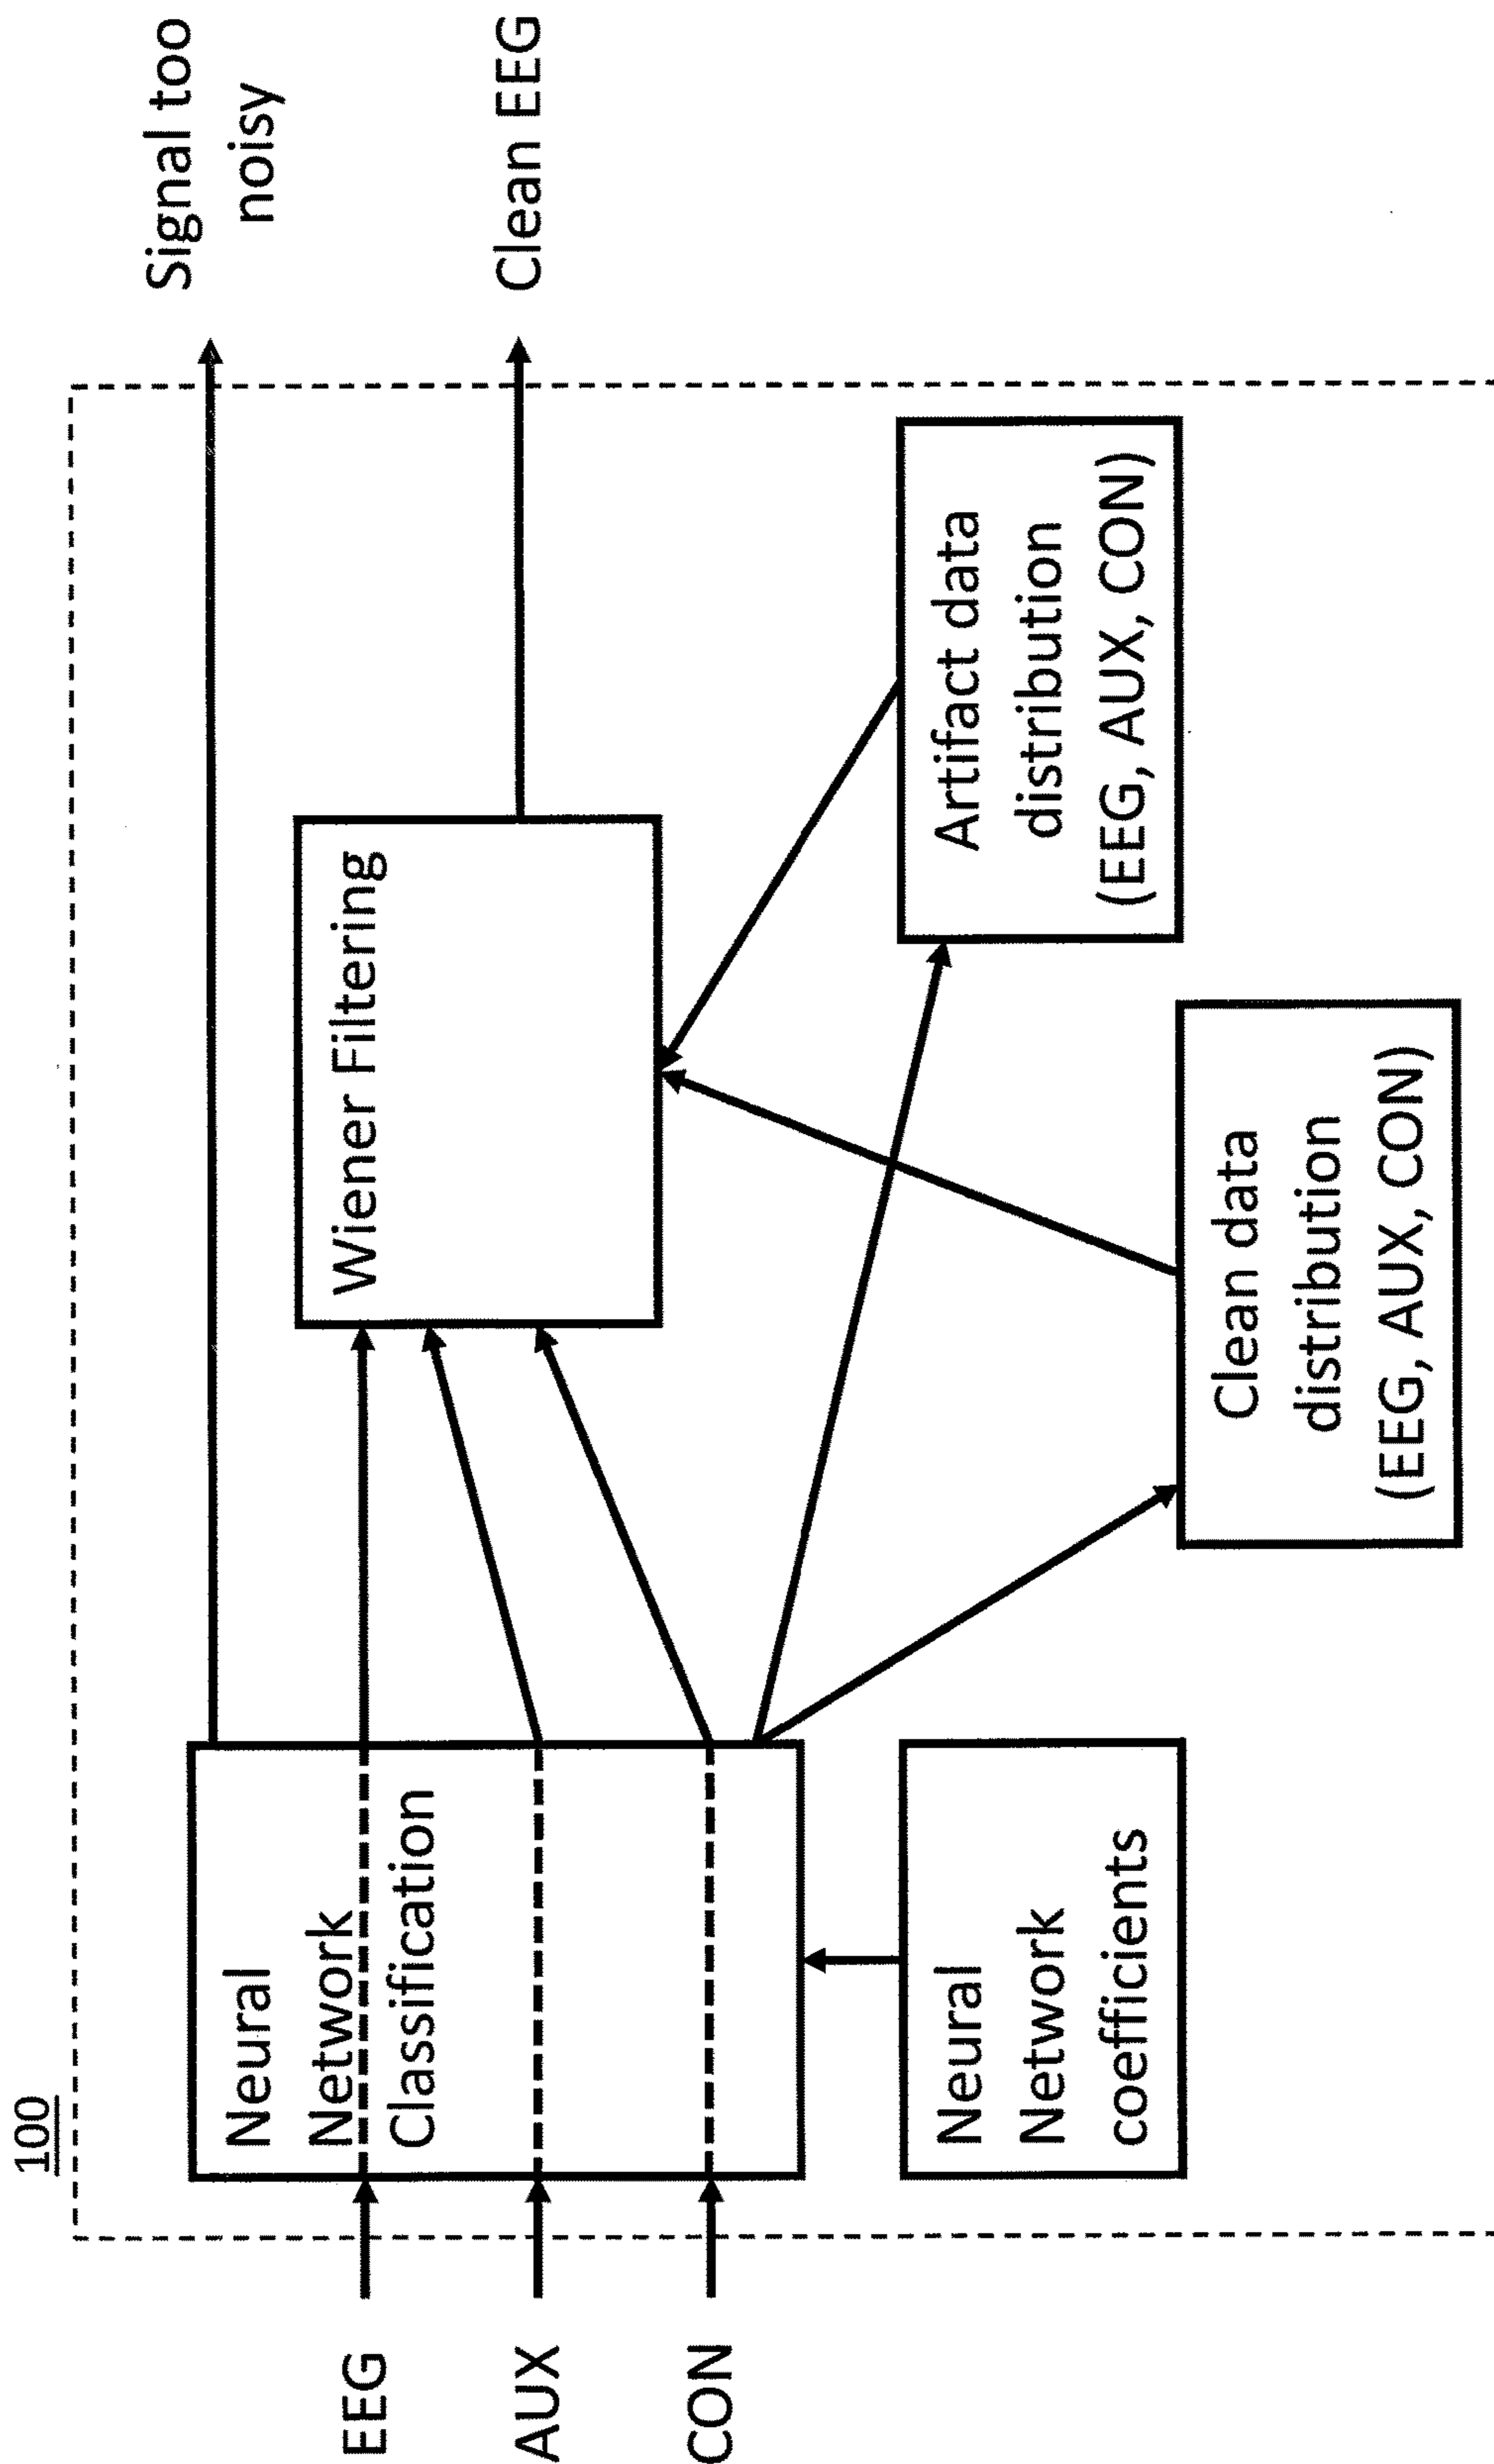 100
EEG
AUX
CON
Neural
Network
Classification
Neural
Network
coefficients
Wiener Filtering
Clean data
distribution
(EEG, AUX, CON)
Artifact data
distribution
(EEG, AUX, CON)
Signal too
noisy
Clean EEG